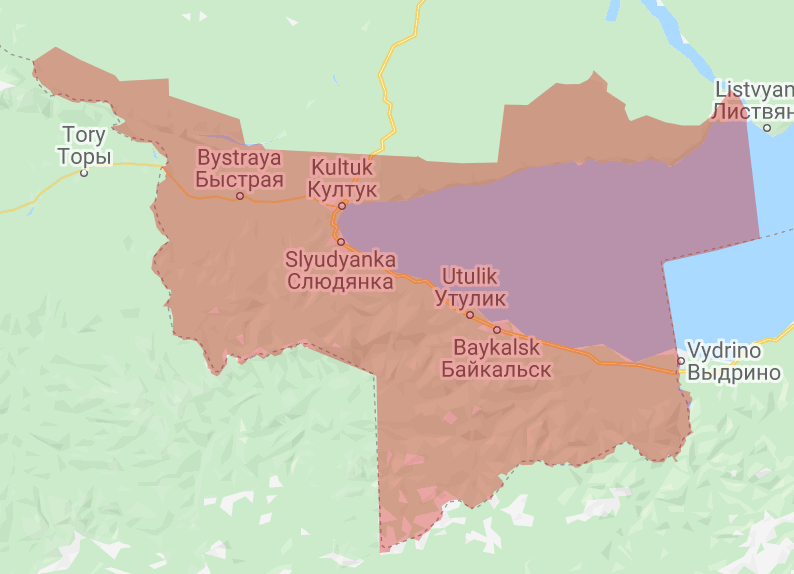 Listvyan
Листвян
Tory
Торы
Bystraya
Быстрая
Kultuk
Култук
Slyudyanka
Слюдянка
Utulik
Утулик
Baykalsk
Байкальск
Vydrino
Выдрино